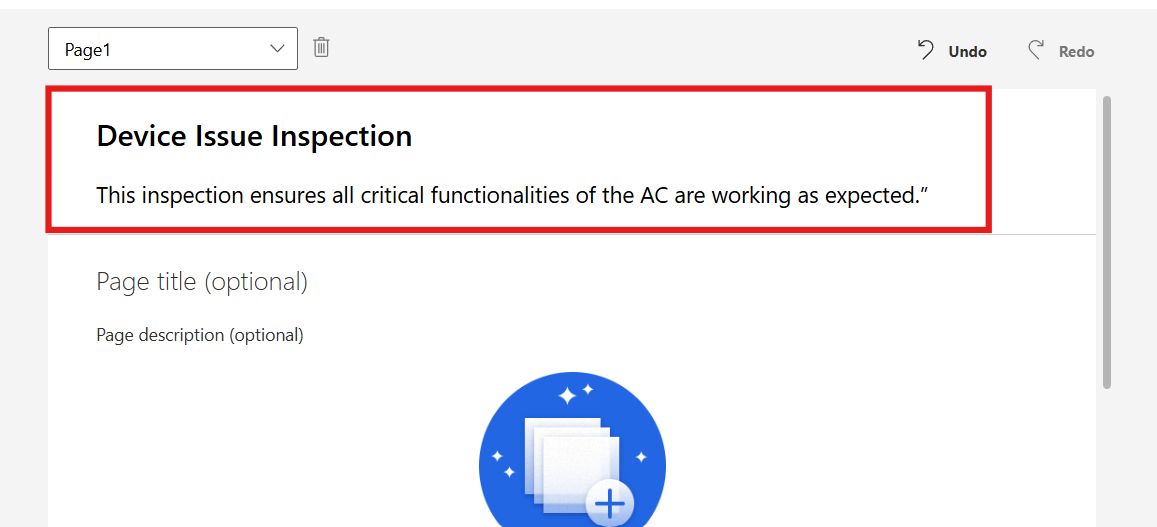 Page1
Undo
Redo
Device Issue Inspection
This inspection ensures all critical functionalities of the AC are working as expected.”
Page title (optional)
Page description (optional)